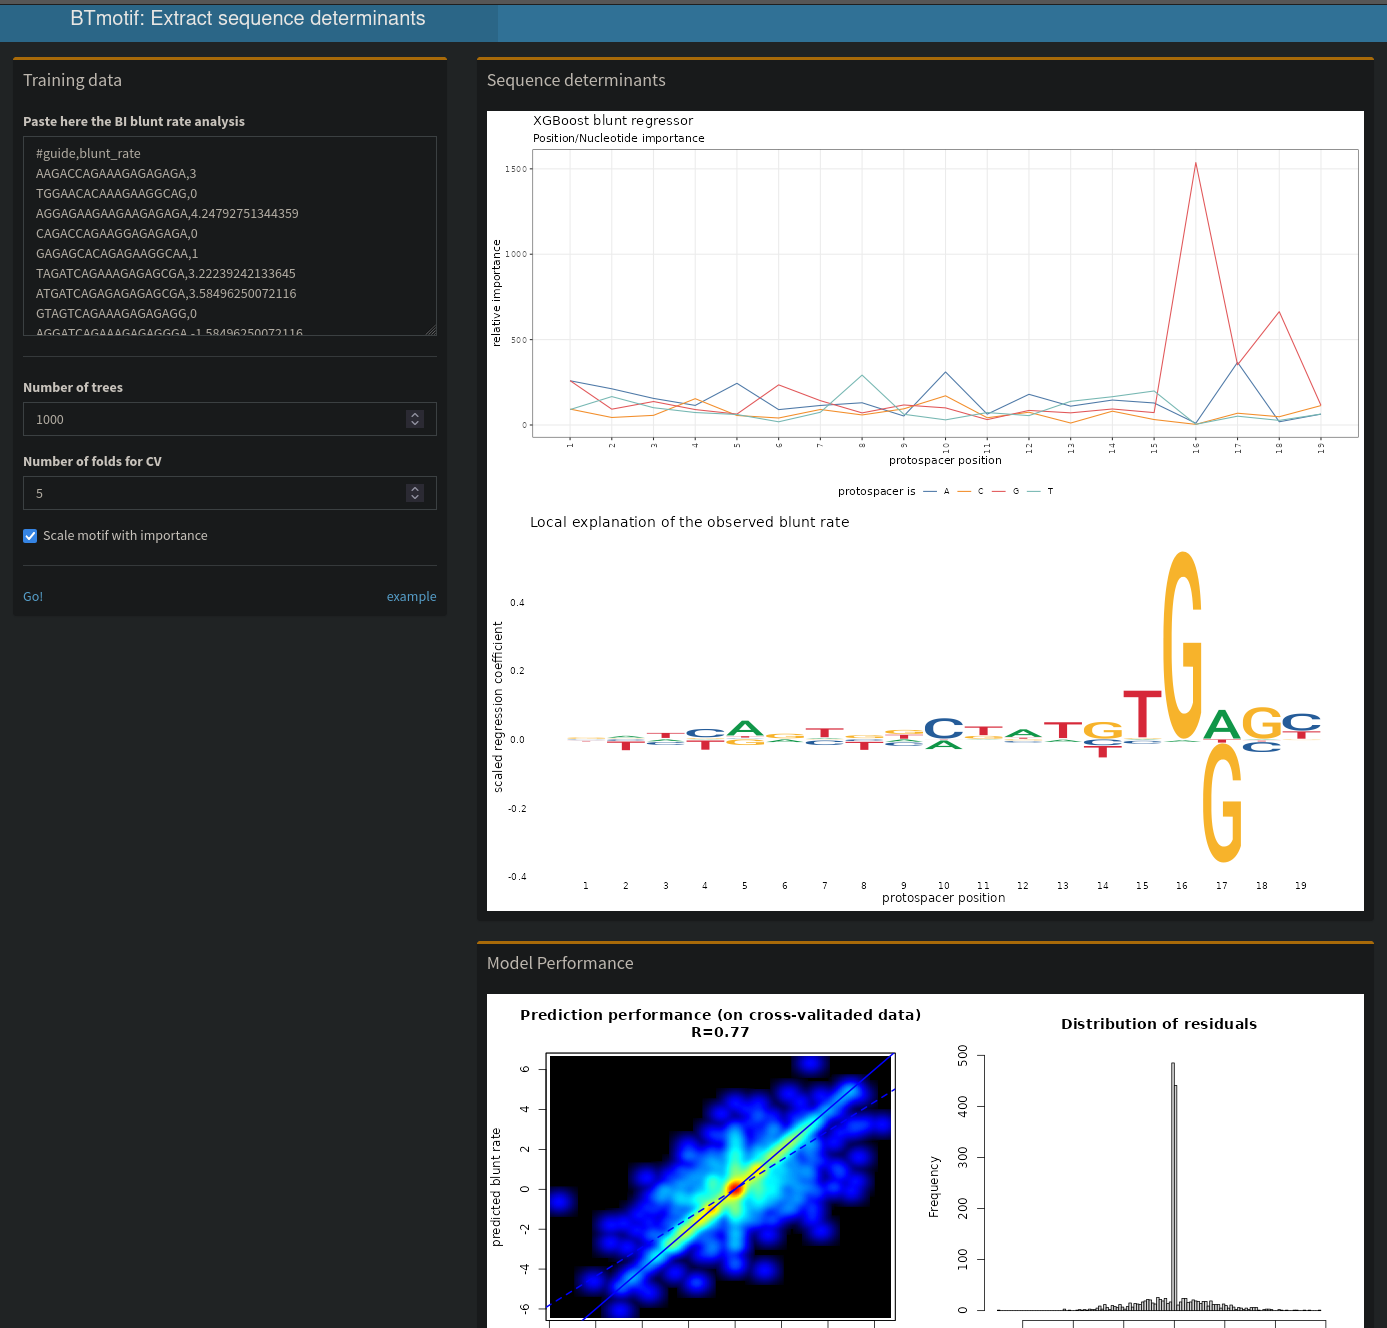 BTmotif: Extract sequence determinants
Training data
Paste here the BI blunt rate analysis
#guide,blunt_rate
AAGACCAGAAAGAGAGAGA,3
TGGAACACAAAGAAGGCAG,0
AGGAGAAGAAGAAGAGAGA,4.24792751344359
CAGACCAGAAGGAGAGAGA,0
GAGAGCACAGAGAAGGCAA,1
TAGATCAGAAAGAGAGCGA,3.22239242133645
ATGATCAGAGAGAGAGCGA,3.58496250072116
GTAGTCAGAAAGAGAGAGG,0
AGGATCAGAAAGAGAGGGA,-1.58496250072116
Number of trees
1000
Number of folds for CV
5
Scale motif with importance
Go! example
Sequence determinants
XGBoost blunt regressor
Position/Nucleotide importance
relative importance
1500
1000
500
0
1 2 3 4 5 6 7 8 9 10 11 12 13 14 15 16 17 18 19
protospacer position
protospacer is A C G T
Local explanation of the observed blunt rate
scaled regression coefficient
0.4
0.2
0.0
-0.2
-0.4
1 2 3 4 5 6 7 8 9 10 11 12 13 14 15 16 17 18 19
protospacer position
Model Performance
Prediction performance (on cross-valitaded data)
R=0.77
predicted blunt rate
6
4
2
0
-2
-4
-6
Distribution of residuals
Frequency
500
400
300
200
100
0